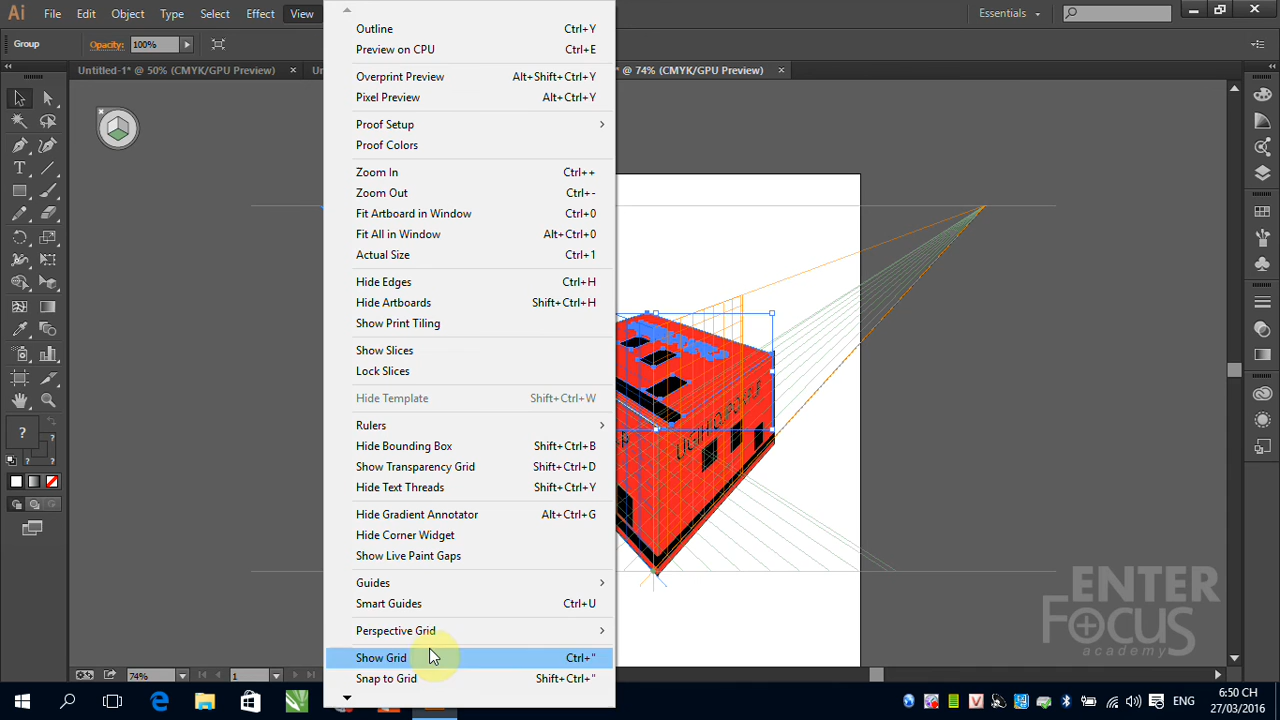 Ai File Edit Object Type Select Effect View Essentials
Group Opacity: 100%
Untitled-1* @ 50% (CMYK/GPU Preview) × Un * @ 74% (CMYK/GPU Preview) ×
Outline Ctrl+Y
Preview on CPU Ctrl+E
Overprint Preview Alt+Shift+Ctrl+Y
Pixel Preview Alt+Ctrl+Y
Proof Setup
Proof Colors
Zoom In Ctrl++
Zoom Out Ctrl+-
Fit Artboard in Window Ctrl+0
Fit All in Window Alt+Ctrl+0
Actual Size Ctrl+1
Hide Edges Ctrl+H
Hide Artboards Shift+Ctrl+H
Show Print Tiling
Show Slices
Lock Slices
Hide Template Shift+Ctrl+W
Rulers
Hide Bounding Box Shift+Ctrl+B
Show Transparency Grid Shift+Ctrl+D
Hide Text Threads Shift+Ctrl+Y
Hide Gradient Annotator Alt+Ctrl+G
Hide Corner Widget
Show Live Paint Gaps
Guides
Smart Guides Ctrl+U
Perspective Grid
Show Grid Ctrl+"
Snap to Grid Shift+Ctrl+"
ENTER
FOCUS
academy
74% 1
ENG
6:50 CH
27/03/2016